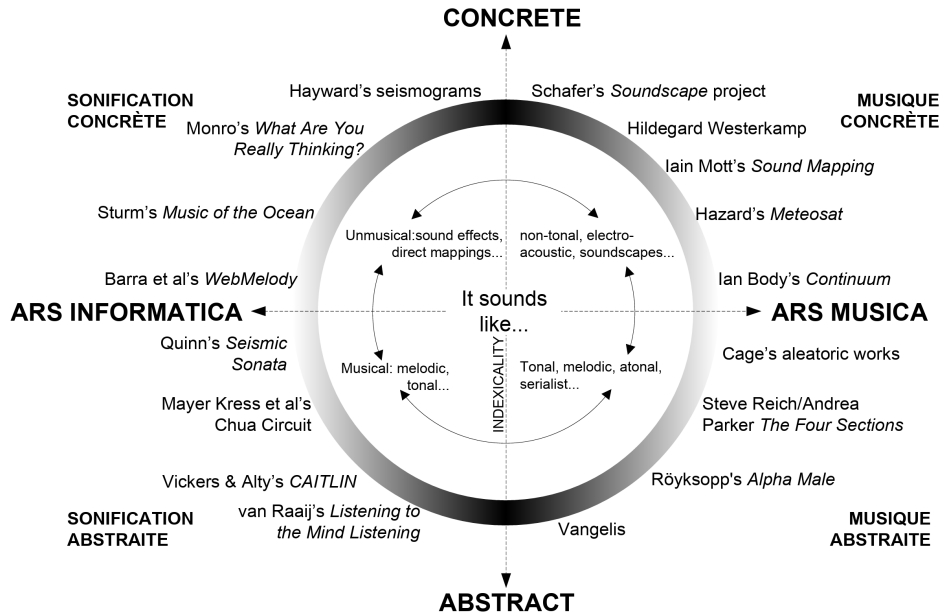 CONCRETE
Hayward's seismograms
Schafer's Soundscape project
SONIFICATION
CONCRÈTE
MUSIQUE
CONCRÈTE
Monro's What Are You
Really Thinking?
Hildegard Westerkamp
Iain Mott's Sound Mapping
Sturm's Music of the Ocean
Hazard's Meteosat
Unmusical:sound effects,
direct mappings...
non-tonal, electro-
acoustic, soundscapes...
Barra et al's WebMelody
Ian Body's Continuum
ARS INFORMATICA
It sounds
like...
ARS MUSICA
Quinn's Seismic
Sonata
Cage's aleatoric works
Musical: melodic,
tonal...
INDEXICALITY
Tonal, melodic, atonal,
serialist...
Mayer Kress et al's
Chua Circuit
Steve Reich/Andrea
Parker The Four Sections
Vickers & Alty's CAITLIN
Röyksopp's Alpha Male
van Raaij's Listening to
the Mind Listening
Vangelis
SONIFICATION
ABSTRAITE
MUSIQUE
ABSTRAITE
ABSTRACT